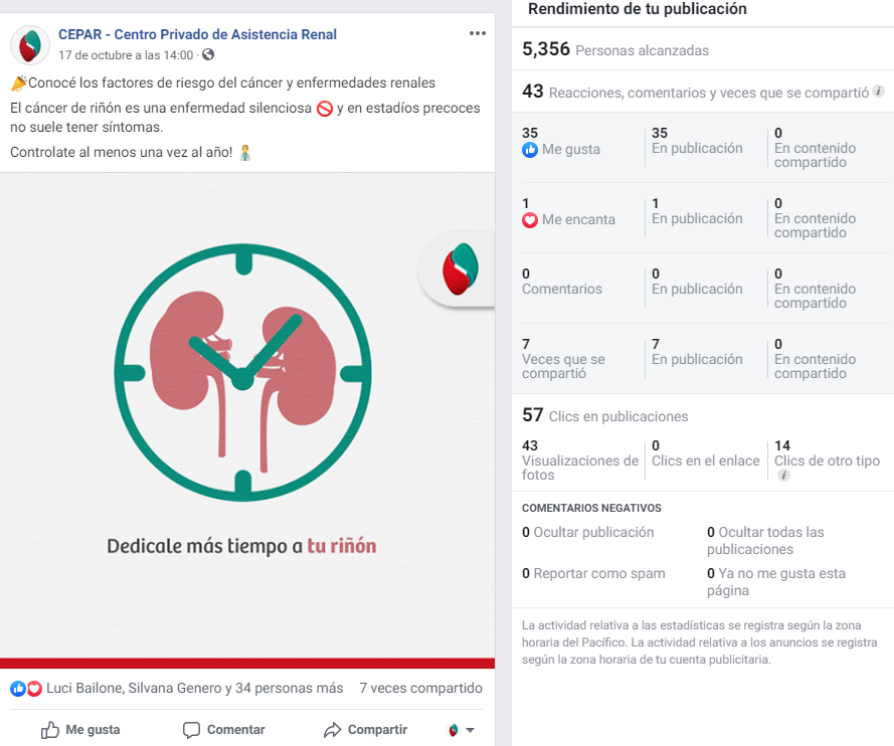 CEPAR - Centro Privado de Asistencia Renal
17 de octubre a las 14:00 ·
🎉Conocé los factores de riesgo del cáncer y enfermedades renales
El cáncer de riñón es una enfermedad silenciosa 🚫 y en estadíos precoces
no suele tener síntomas.
Controlate al menos una vez al año!
Dedicale más tiempo a tu riñón
Luci Bailone, Silvana Genero y 34 personas más 7 veces compartido
Me gusta Comentar Compartir
Rendimiento de tu publicación
5,356 Personas alcanzadas
43 Reacciones, comentarios y veces que se compartió
35 35 0
Me gusta En publicación En contenido
compartido
1 1 0
Me encanta En publicación En contenido
compartido
0 0 0
Comentarios En publicación En contenido
compartido
7 7 0
Veces que se En publicación En contenido
compartió compartido
57 Clics en publicaciones
43 0 14
Visualizaciones de Clics en el enlace Clics de otro tipo
fotos
COMENTARIOS NEGATIVOS
0 Ocultar publicación 0 Ocultar todas las
publicaciones
0 Reportar como spam 0 Ya no me gusta esta
página
La actividad relativa a las estadísticas se registra según la zona
horaria del Pacífico. La actividad relativa a los anuncios se registra
según la zona horaria de tu cuenta publicitaria.